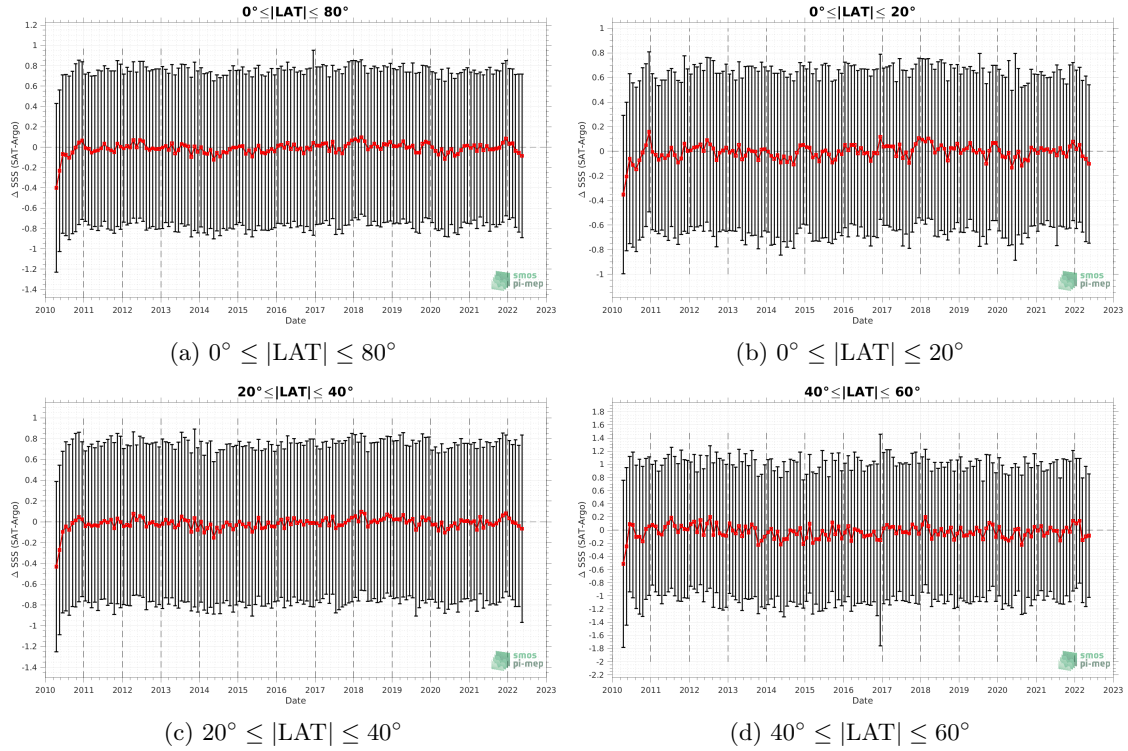 0°≤|LAT|≤ 80°
1.2
1
0.8
0.6
0.4
0.2
0
-0.2
-0.4
-0.6
-0.8
-1
-1.2
-1.4
Δ SSS (SAT-Argo)
2010 2011 2012 2013 2014 2015 2016 2017 2018 2019 2020 2021 2022 2023
Date
smos
pi-mep
(a) 0° ≤ |LAT| ≤ 80°
0°≤|LAT|≤ 20°
1
0.8
0.6
0.4
0.2
0
-0.2
-0.4
-0.6
-0.8
-1
Δ SSS (SAT-Argo)
2010 2011 2012 2013 2014 2015 2016 2017 2018 2019 2020 2021 2022 2023
Date
smos
pi-mep
(b) 0° ≤ |LAT| ≤ 20°
20°≤|LAT|≤ 40°
1
0.8
0.6
0.4
0.2
0
-0.2
-0.4
-0.6
-0.8
-1
-1.2
-1.4
Δ SSS (SAT-Argo)
2010 2011 2012 2013 2014 2015 2016 2017 2018 2019 2020 2021 2022 2023
Date
smos
pi-mep
(c) 20° ≤ |LAT| ≤ 40°
40°≤|LAT|≤ 60°
1.8
1.6
1.4
1.2
1
0.8
0.6
0.4
0.2
0
-0.2
-0.4
-0.6
-0.8
-1
-1.2
-1.4
-1.6
-1.8
-2
-2.2
Δ SSS (SAT-Argo)
2010 2011 2012 2013 2014 2015 2016 2017 2018 2019 2020 2021 2022 2023
Date
smos
pi-mep
(d) 40° ≤ |LAT| ≤ 60°